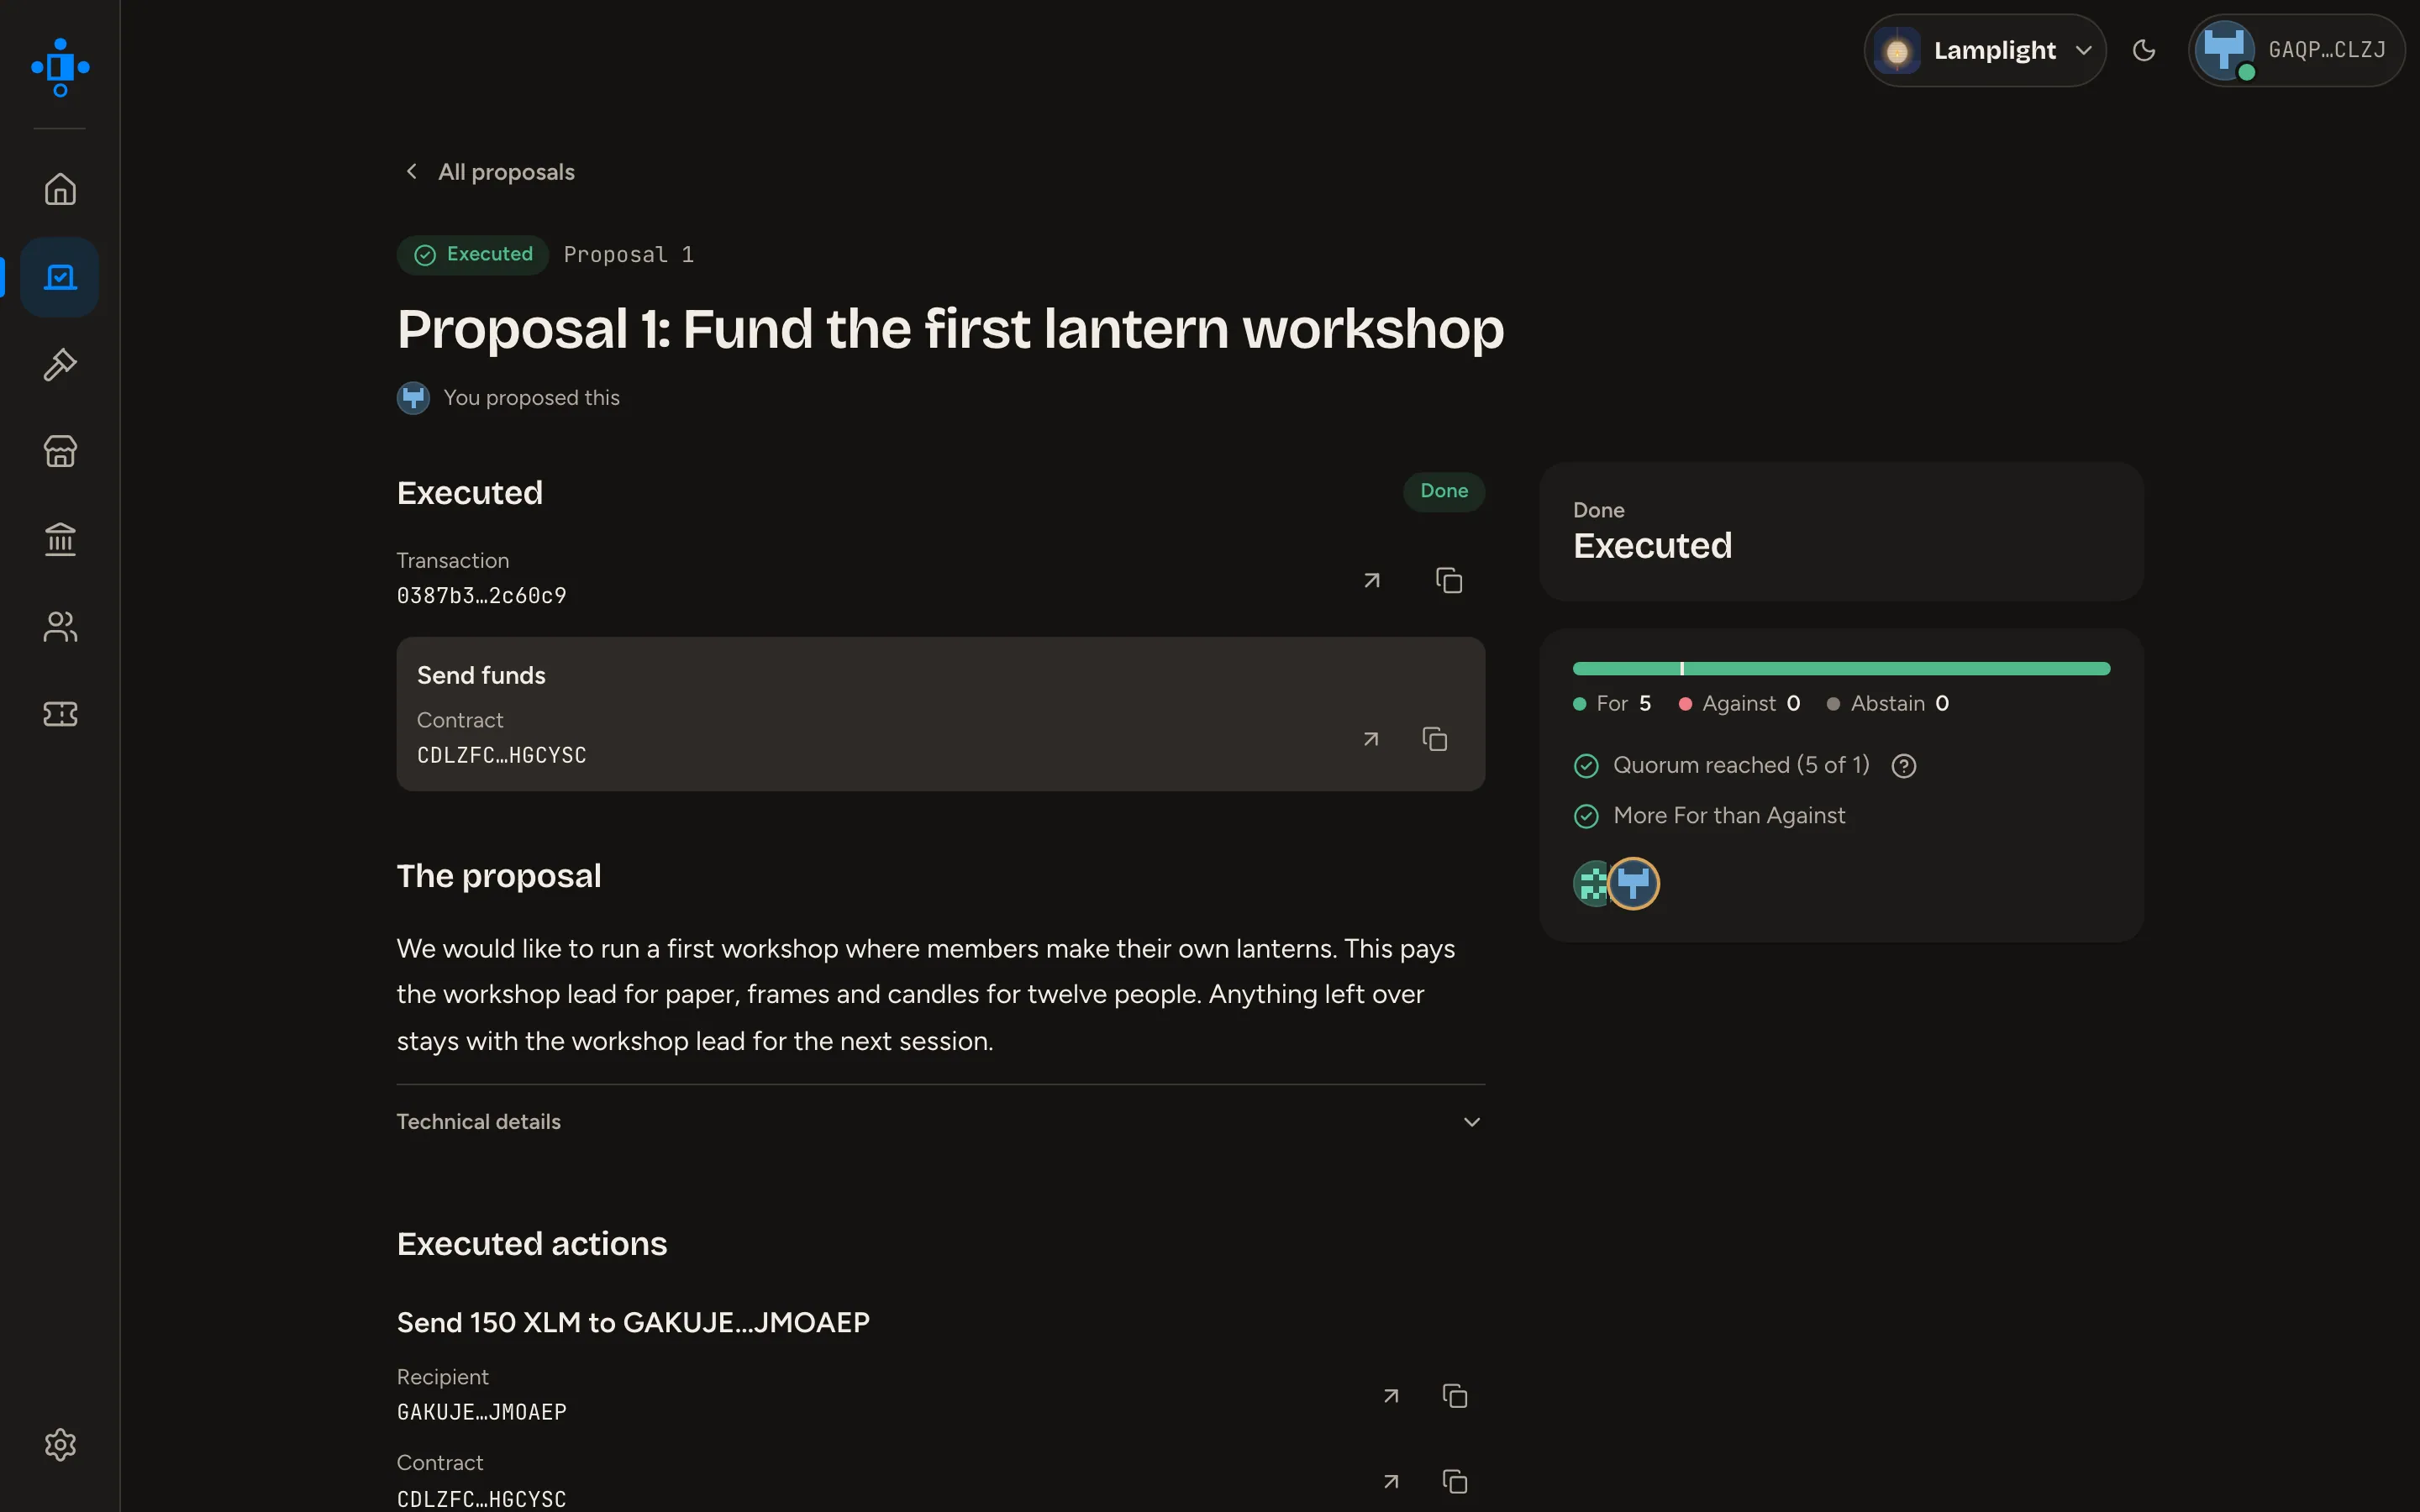 Lamplight
GAQP…CLZJ
All proposals
Executed
Proposal 1
Proposal 1: Fund the first lantern workshop
You proposed this
Executed
Done
Transaction
0387b3…2c60c9
Send funds
Contract
CDLZFC…HGCYSC
The proposal
We would like to run a first workshop where members make their own lanterns. This pays
the workshop lead for paper, frames and candles for twelve people. Anything left over
stays with the workshop lead for the next session.
Technical details
Executed actions
Send 150 XLM to GAKUJE…JMOAEP
Recipient
GAKUJE…JMOAEP
Contract
CDLZFC…HGCYSC
Done
Executed
For 5 Against 0 Abstain 0
Quorum reached (5 of 1)
More For than Against